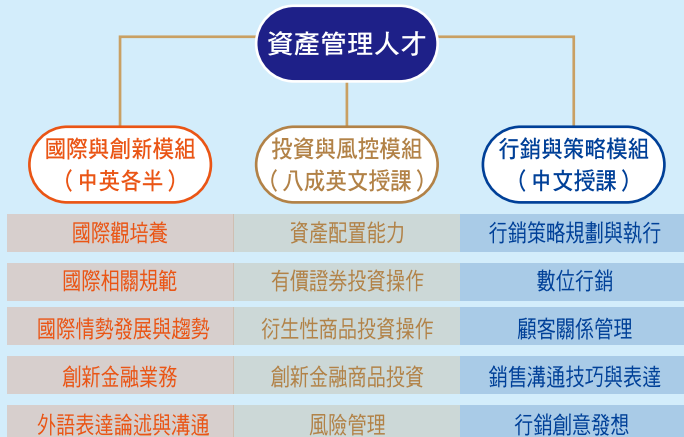 資產管理人才
國際與創新模組
（中英各半）
投資與風控模組
（八成英文授課）
行銷與策略模組
（中文授課）
國際觀培養
資產配置能力
行銷策略規劃與執行
國際相關規範
有價證券投資操作
數位行銷
國際情勢發展與趨勢
衍生性商品投資操作
顧客關係管理
創新金融業務
創新金融商品投資
銷售溝通技巧與表達
外語表達論述與溝通
風險管理
行銷創意發想